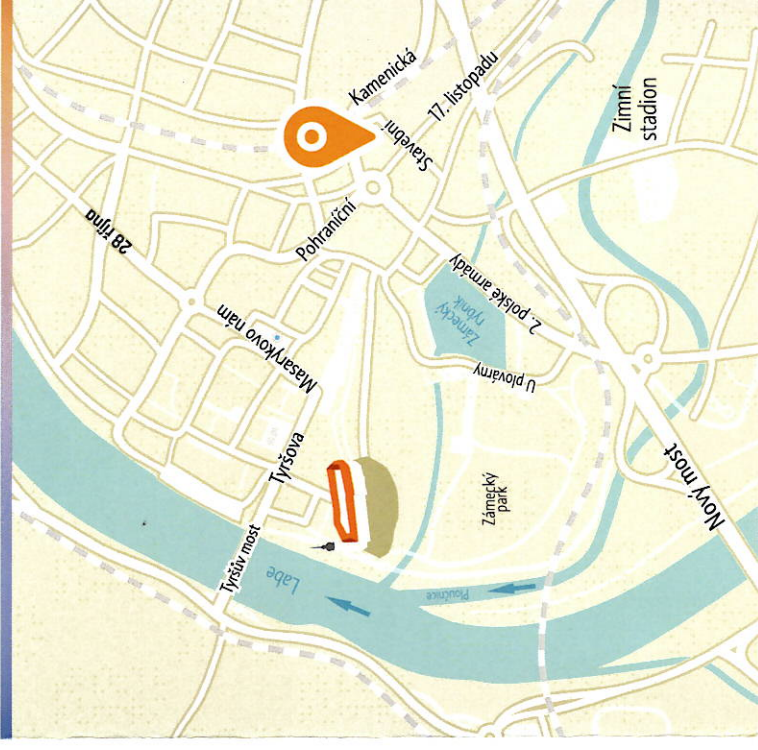 Kamenická
17. listopadu
Stavební
Zimní
stadion
28 října
Pohraniční
2. polské armády
Zámecký
rybník
Masarykovo nám
U plovárny
Tyršova
Nový most
Zámecký
park
Tyršův most
Labe
Ploučnice